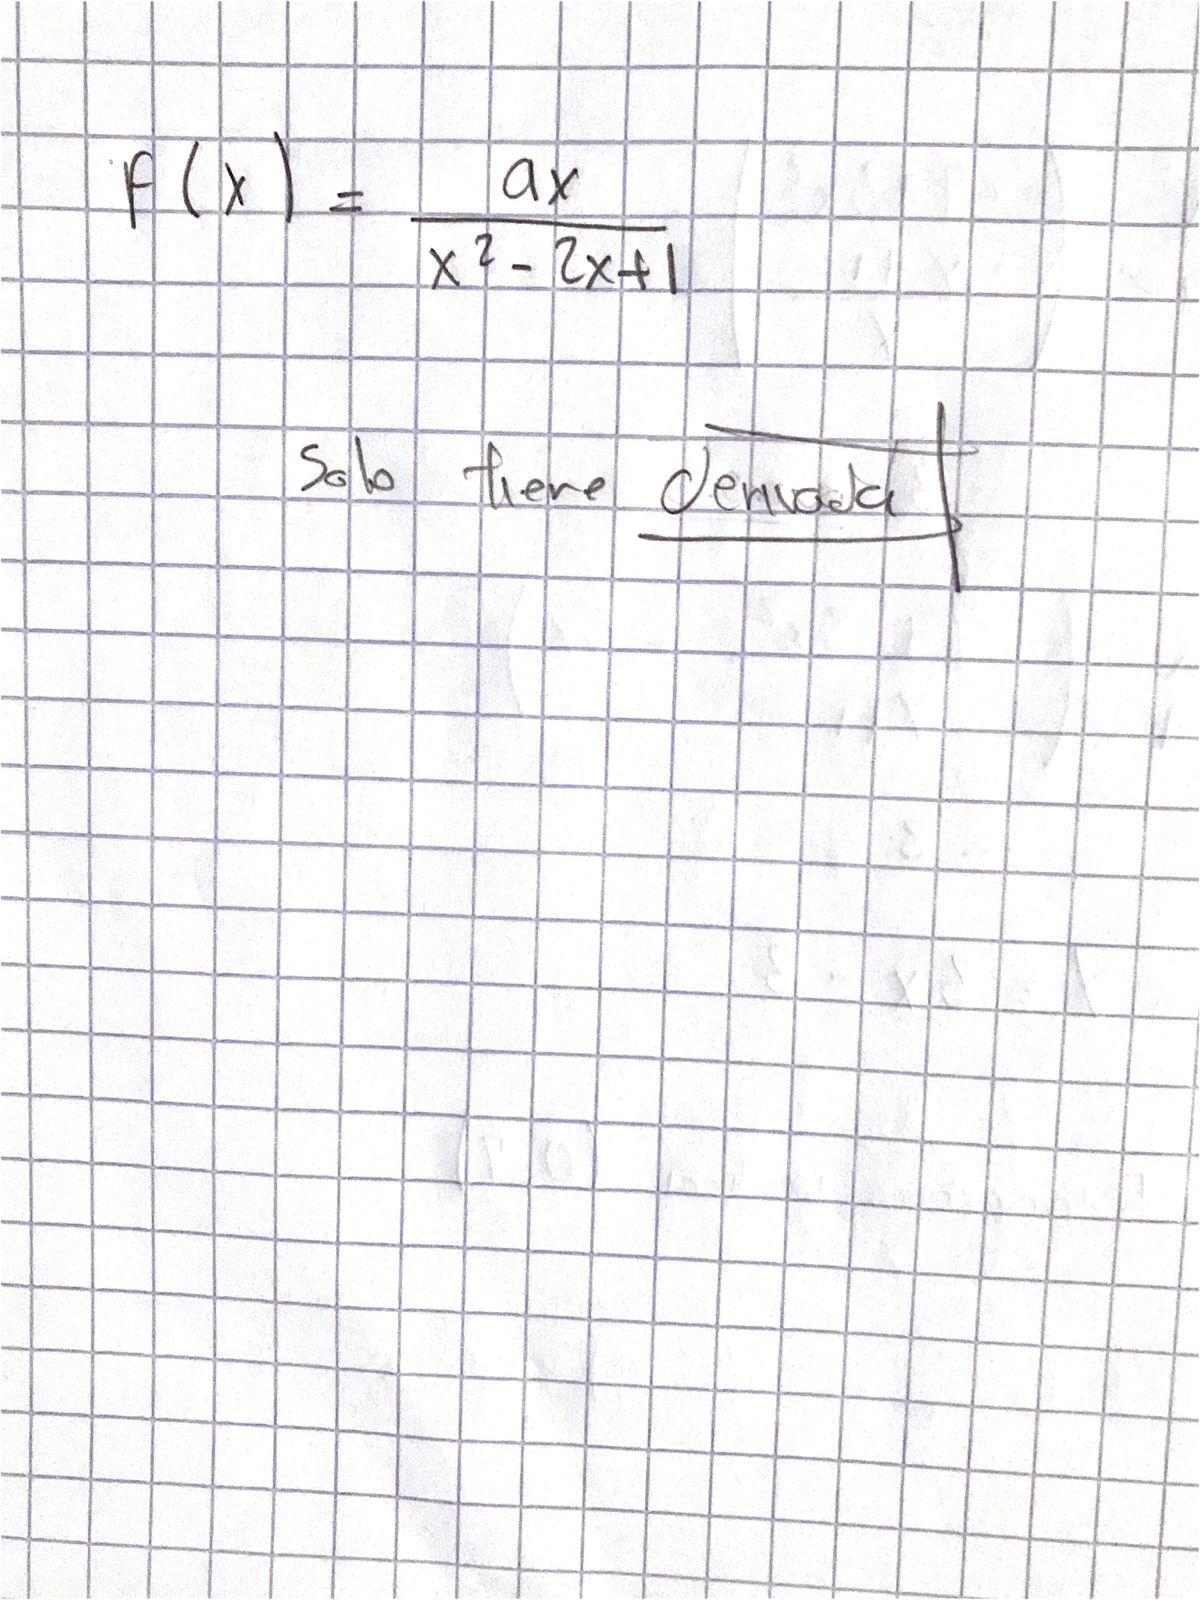 f(x) = ax / x² - 2x + 1
Solo tiene derivada